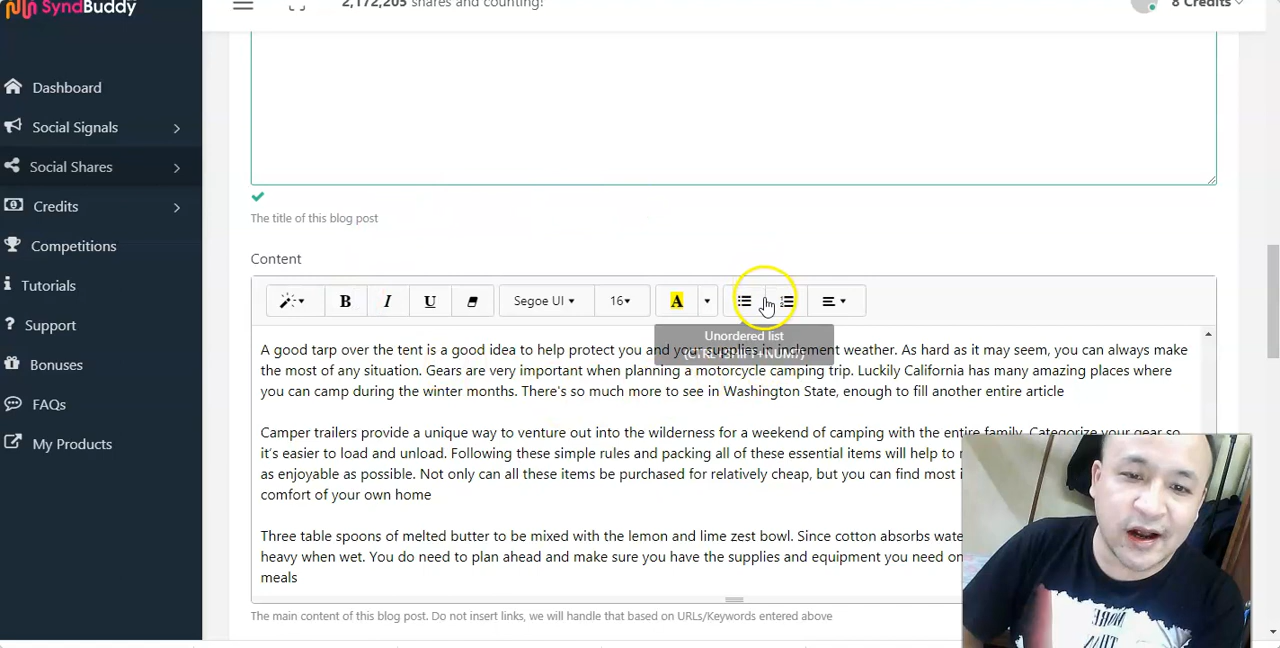 SyndBuddy
2,172,205 shares and counting!
8 Credits
Dashboard
Social Signals
Social Shares
Credits
Competitions
Tutorials
Support
Bonuses
FAQs
My Products
The title of this blog post
Content
B I U Segoe UI 16 A
Unordered list
(CTRL+SHIFT+NUM7)
A good tarp over the tent is a good idea to help protect you and your supplies in inclement weather. As hard as it may seem, you can always make
the most of any situation. Gears are very important when planning a motorcycle camping trip. Luckily California has many amazing places where
you can camp during the winter months. There's so much more to see in Washington State, enough to fill another entire article
Camper trailers provide a unique way to venture out into the wilderness for a weekend of camping with the entire family. Categorize your gear so
it's easier to load and unload. Following these simple rules and packing all of these essential items will help to
as enjoyable as possible. Not only can all these items be purchased for relatively cheap, but you can find most
comfort of your own home
Three table spoons of melted butter to be mixed with the lemon and lime zest bowl. Since cotton absorbs
heavy when wet. You do need to plan ahead and make sure you have the supplies and equipment you need
meals
The main content of this blog post. Do not insert links, we will handle that based on URLs/Keywords entered above